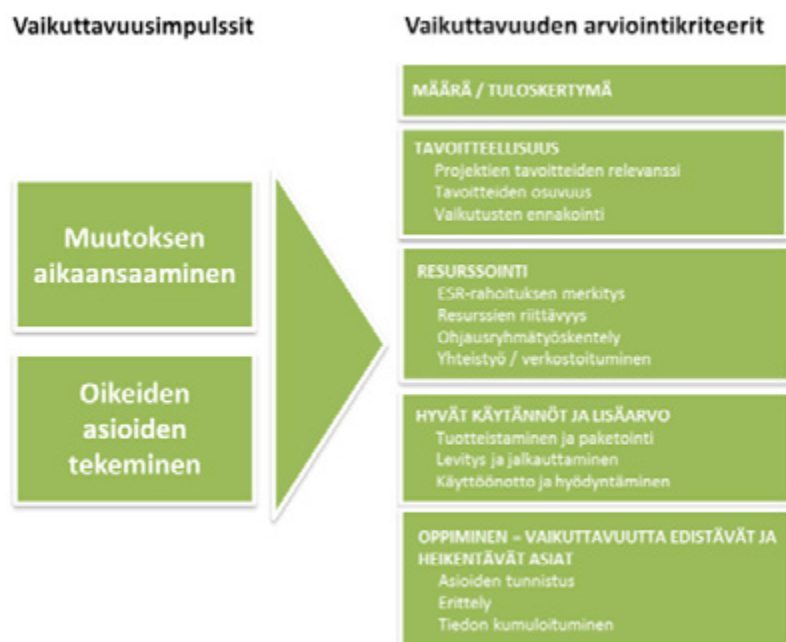 Vaikuttavuusimpulssit
Muutoksen
aikaansaaminen
Oikeiden
asioiden
tekeminen
Vaikuttavuuden arviointikriteerit
MÄÄRÄ / TULOSKERTYMÄ
TAVOITTEELLISUUS
Projektien tavoitteiden relevanssi
Tavoitteiden osuvuus
Vaikutusten ennakointi
RESURSSOINTI
ESR-rahoituksen merkitys
Resurssien riittävyys
Ohjausryhmätyöskentely
Yhteistyö / verkostoituminen
HYVÄT KÄYTÄNNÖT JA LISÄARVO
Tuotteistaminen ja paketointi
Levitys ja jalkauttaminen
Käyttöönotto ja hyödyntäminen
OPPIMINEN – VAIKUTTAVUUTTA EDISTÄVÄT JA
HEIKENTÄVÄT ASIAT
Asioiden tunnistus
Erittely
Tiedon kumuloituminen